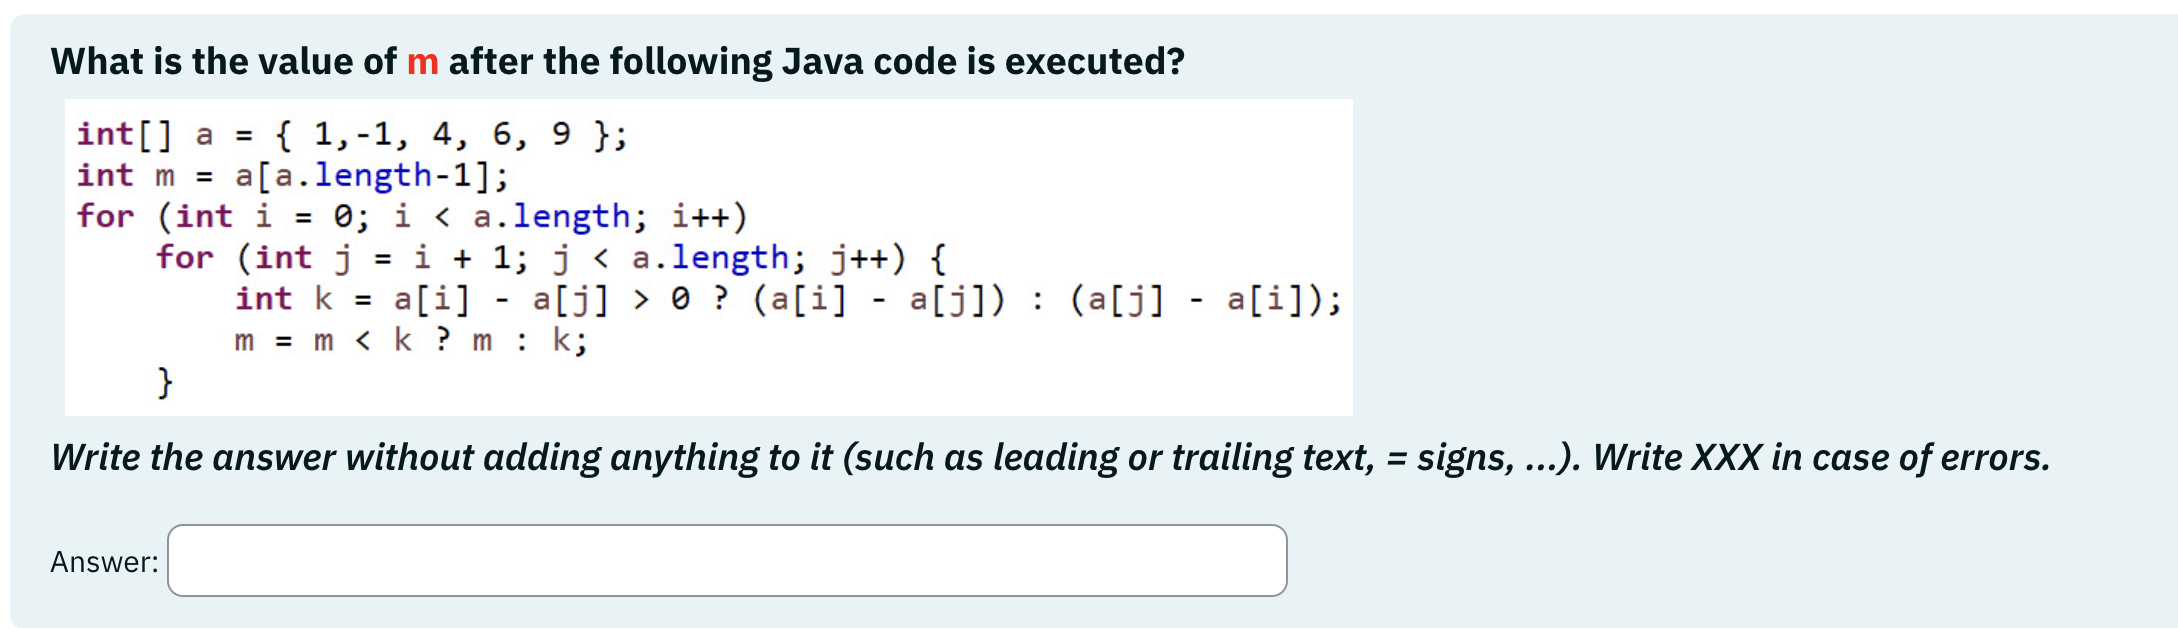 What is the value of m after the following Java code is executed?
int[] a = { 1,-1, 4, 6, 9 };
int m = a[a.length-1];
for (int i = 0; i < a.length; i++)
    for (int j = i + 1; j < a.length; j++) {
        int k = a[i] - a[j] > 0 ? (a[i] - a[j]) : (a[j] - a[i]);
        m = m < k ? m : k;
    }
Write the answer without adding anything to it (such as leading or trailing text, = signs, ...). Write XXX in case of errors.
Answer: